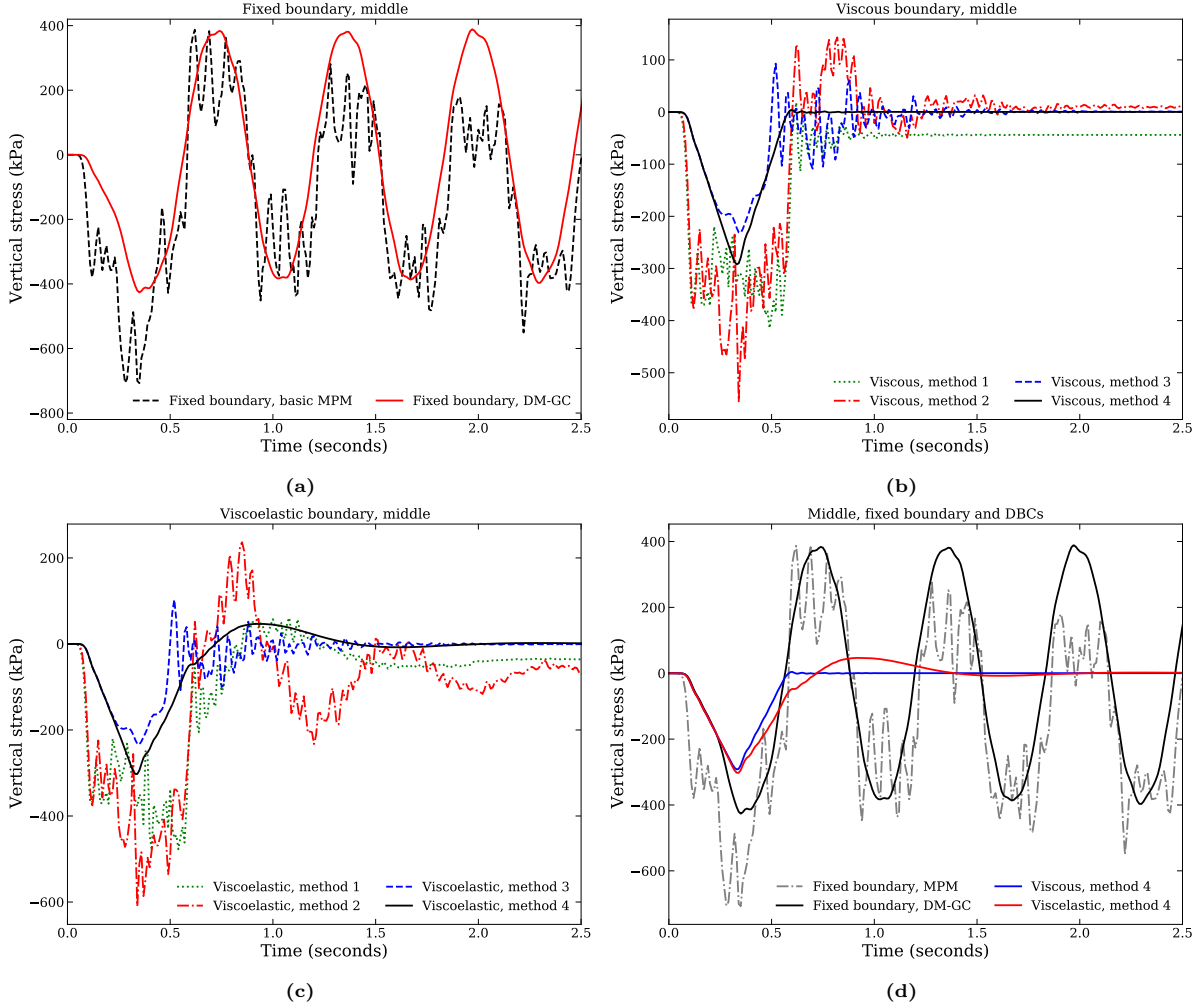 Fixed boundary, middle
400
200
0
−200
−400
−600
−800
Vertical stress (kPa)
Fixed boundary, basic MPM
Fixed boundary, DM-GC
0.0 0.5 1.0 1.5 2.0 2.5
Time (seconds)
(a)
Viscous boundary, middle
100
0
−100
−200
−300
−400
−500
Vertical stress (kPa)
Viscous, method 1
Viscous, method 2
Viscous, method 3
Viscous, method 4
0.0 0.5 1.0 1.5 2.0 2.5
Time (seconds)
(b)
Viscoelastic boundary, middle
200
0
−200
−400
−600
Vertical stress (kPa)
Viscoelastic, method 1
Viscoelastic, method 2
Viscoelastic, method 3
Viscoelastic, method 4
0.0 0.5 1.0 1.5 2.0 2.5
Time (seconds)
(c)
Middle, fixed boundary and DBCs
400
200
0
−200
−400
−600
Vertical stress (kPa)
Fixed boundary, MPM
Fixed boundary, DM-GC
Viscous, method 4
Viscelastic, method 4
0.0 0.5 1.0 1.5 2.0 2.5
Time (seconds)
(d)